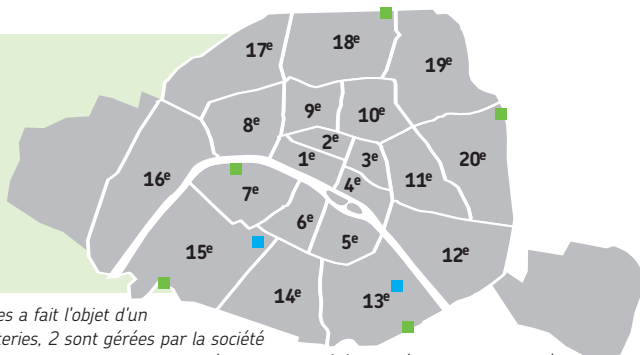 17e
18e
19e
8e
9e
10e
2e
1e
3e
20e
16e
7e
4e
11e
6e
5e
15e
12e
14e
13e
es a fait l'objet d'un
teries, 2 sont gérées par la société